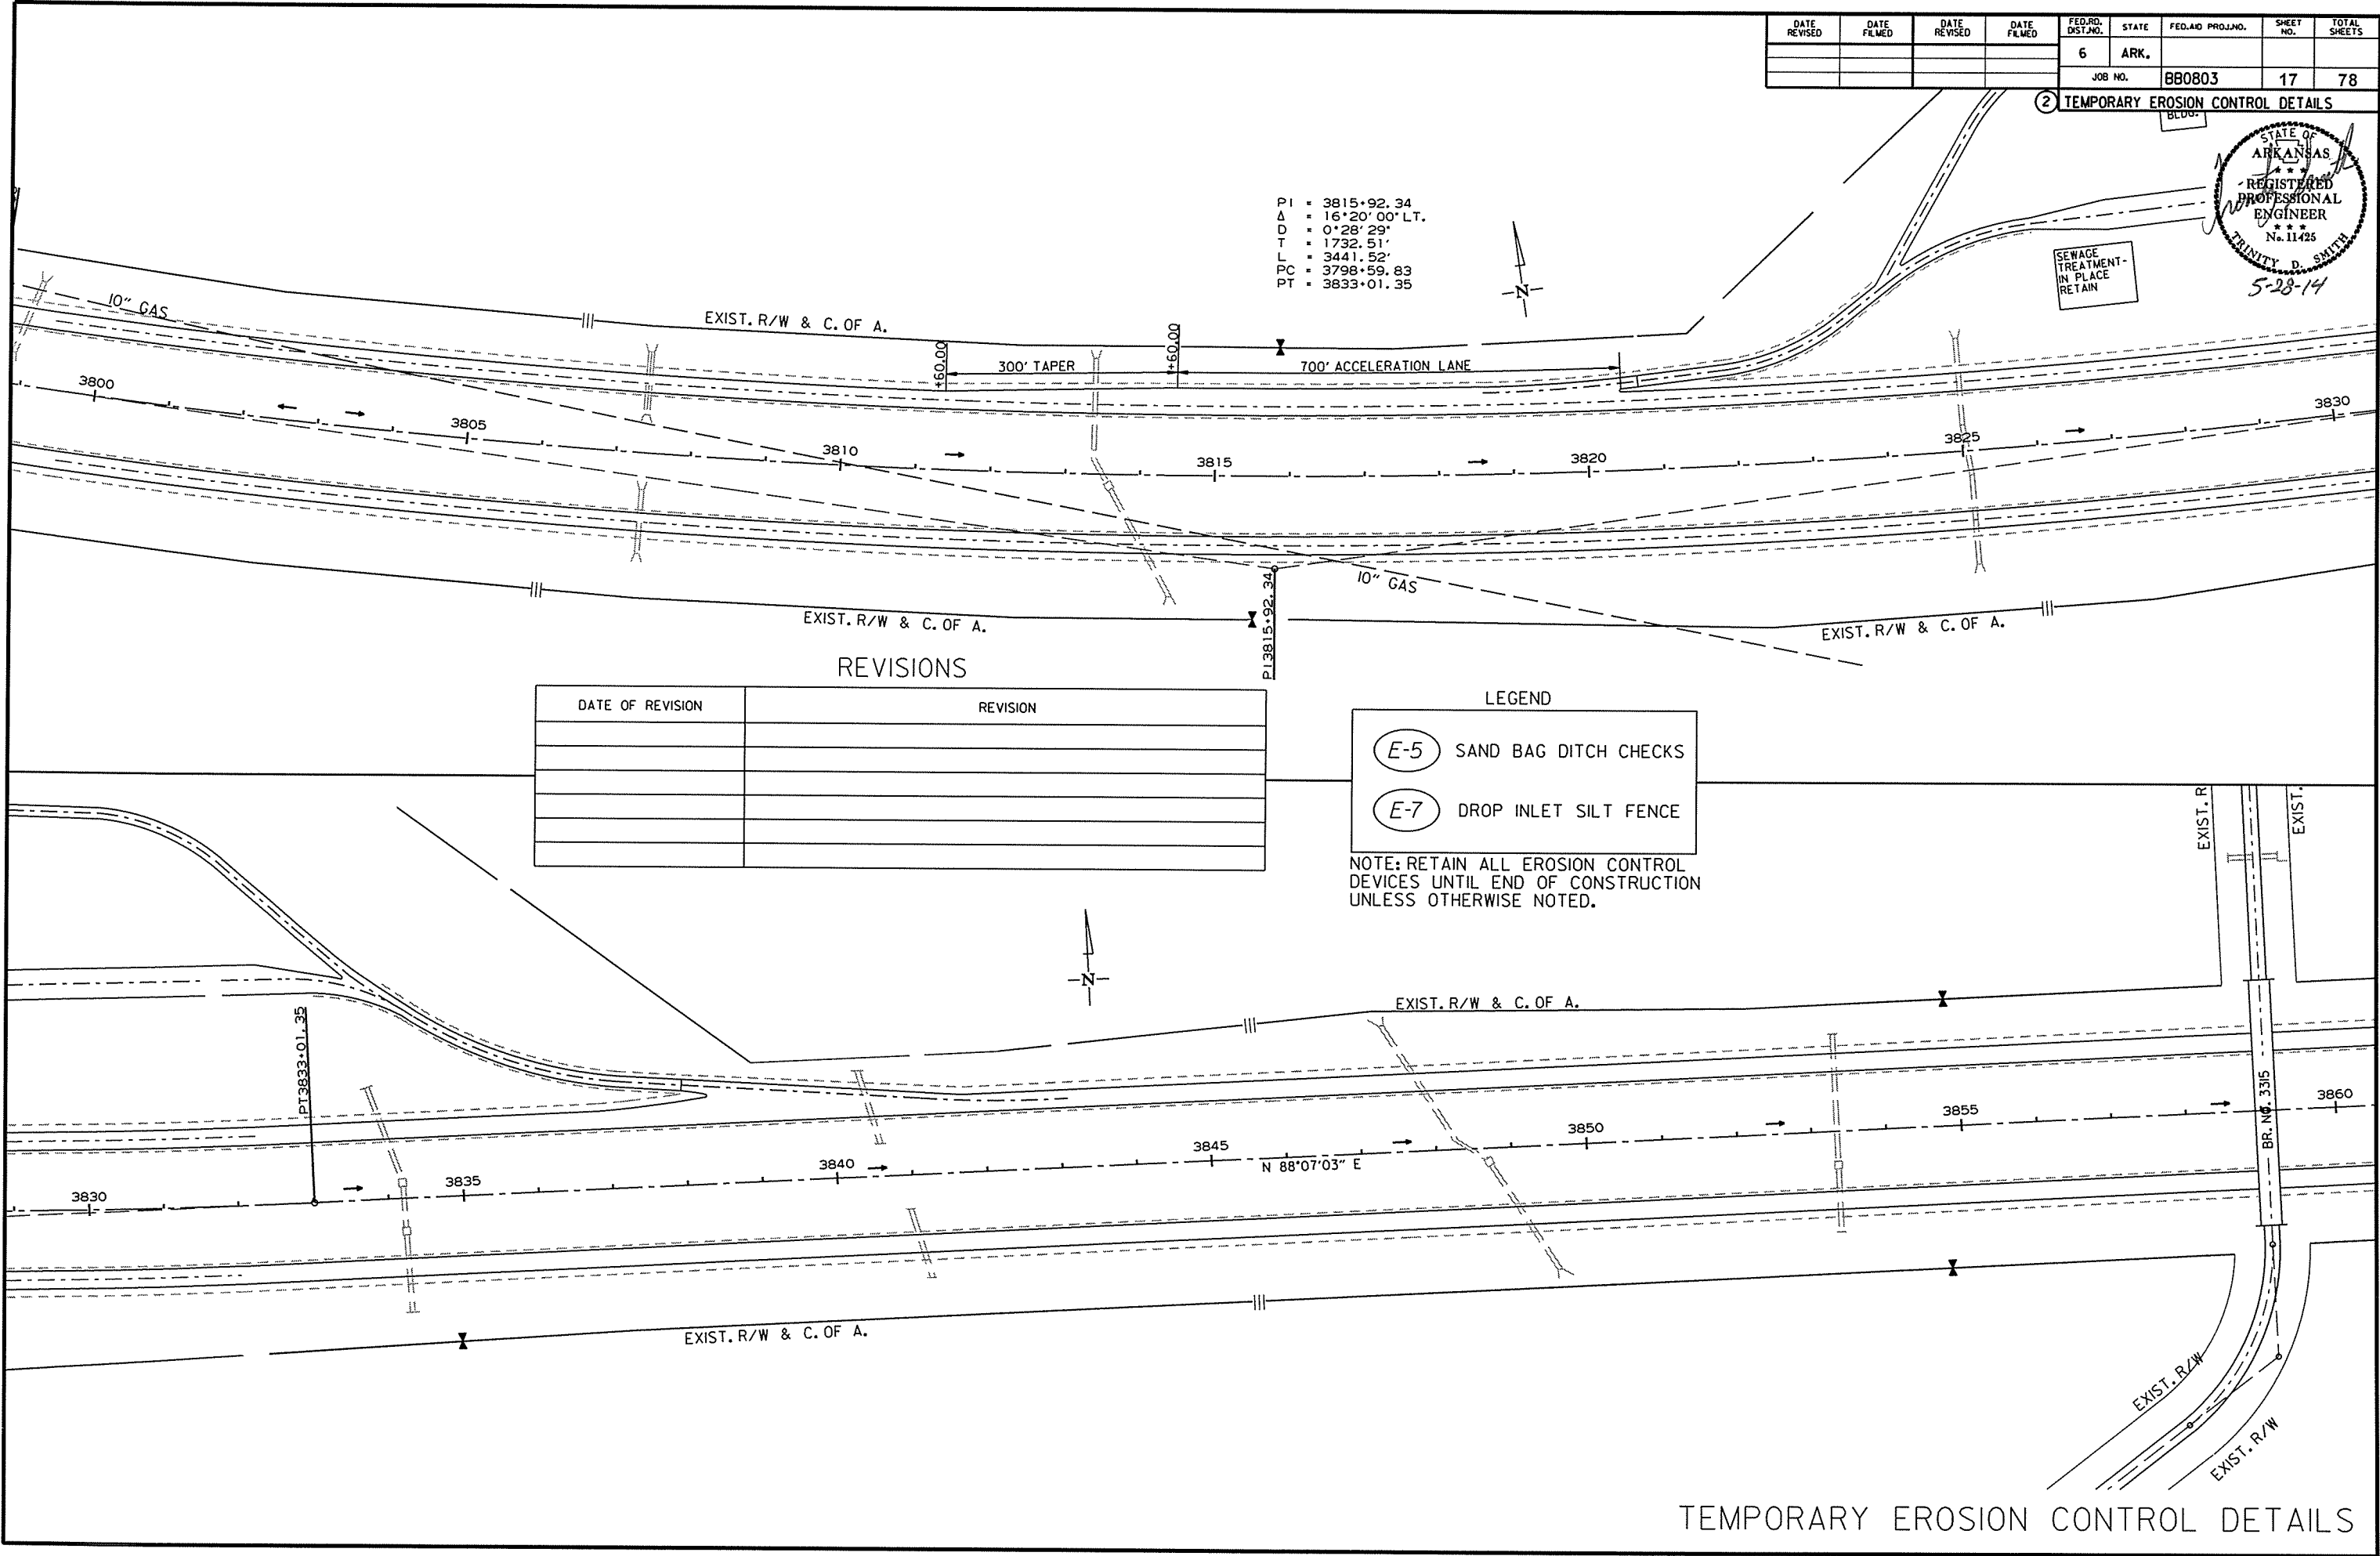 DATE REVISED
DATE FILMED
DATE REVISED
DATE FILMED
FED.RD. DIST.NO.
STATE
FED.AID PROJ.NO.
SHEET NO.
TOTAL SHEETS
6
ARK.
JOB NO.
BB0803
17
78
2
TEMPORARY EROSION CONTROL DETAILS
BLDG.
STATE OF
ARKANSAS
REGISTERED
PROFESSIONAL
ENGINEER
No. 11425
TRINITY D. SMITH
5-28-14
SEWAGE
TREATMENT-
IN PLACE
RETAIN
PI = 3815+92.34
Δ = 16°20'00" LT.
D = 0°28'29"
T = 1732.51'
L = 3441.52'
PC = 3798+59.83
PT = 3833+01.35
N
10" GAS
EXIST. R/W & C. OF A.
+60.00
300' TAPER
+60.00
700' ACCELERATION LANE
3800
3805
3810
3815
3820
3825
3830
10" GAS
PI 3815+92.34
EXIST. R/W & C. OF A.
EXIST. R/W & C. OF A.
REVISIONS
DATE OF REVISION
REVISION
LEGEND
E-5 SAND BAG DITCH CHECKS
E-7 DROP INLET SILT FENCE
NOTE: RETAIN ALL EROSION CONTROL
DEVICES UNTIL END OF CONSTRUCTION
UNLESS OTHERWISE NOTED.
EXIST. R
EXIST.
N
EXIST. R/W & C. OF A.
PT 3833+01.35
3830
3835
3840
3845
N 88°07'03" E
3850
3855
3860
BR. NO. 3315
EXIST. R/W & C. OF A.
EXIST. R/W
EXIST. R/W
TEMPORARY EROSION CONTROL DETAILS